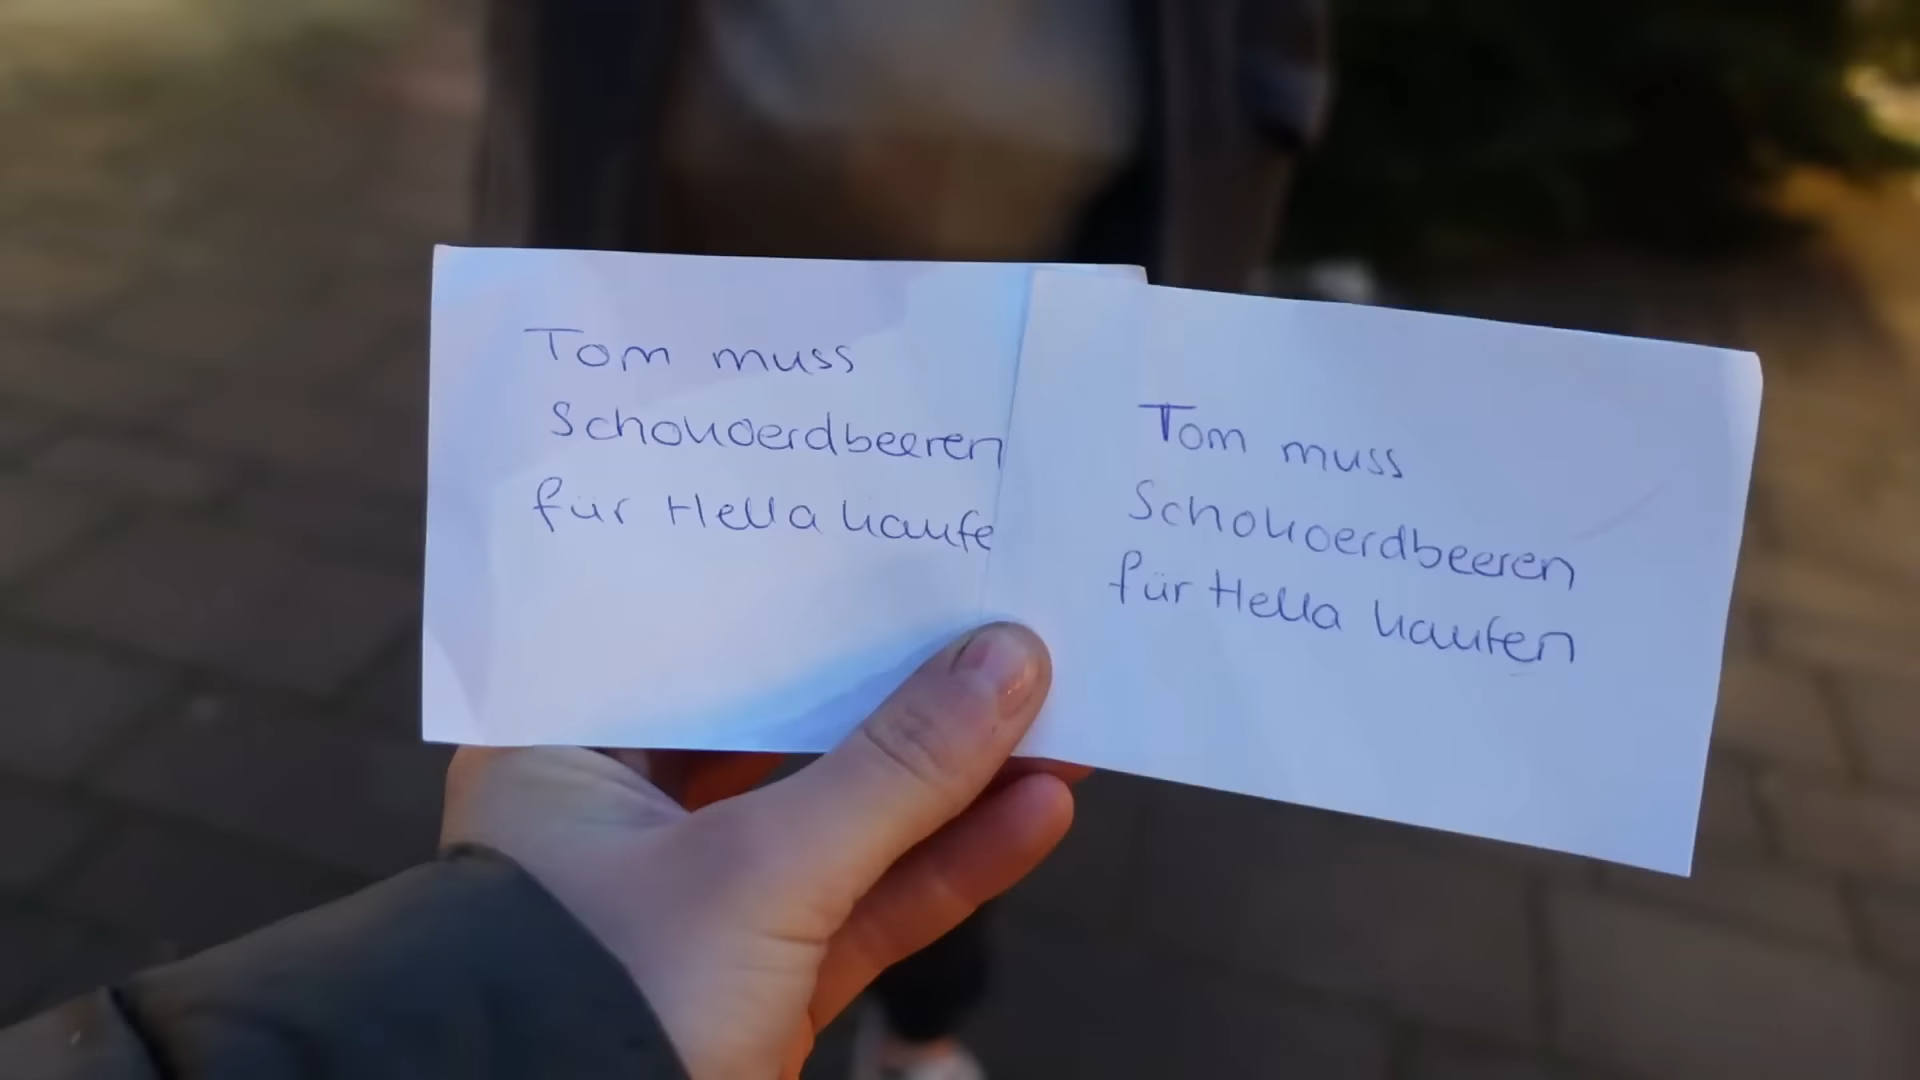 Tom muss
Schokoerdbeeren
für Hella kaufe
Tom muss
Schokoerdbeeren
für Hella kaufen